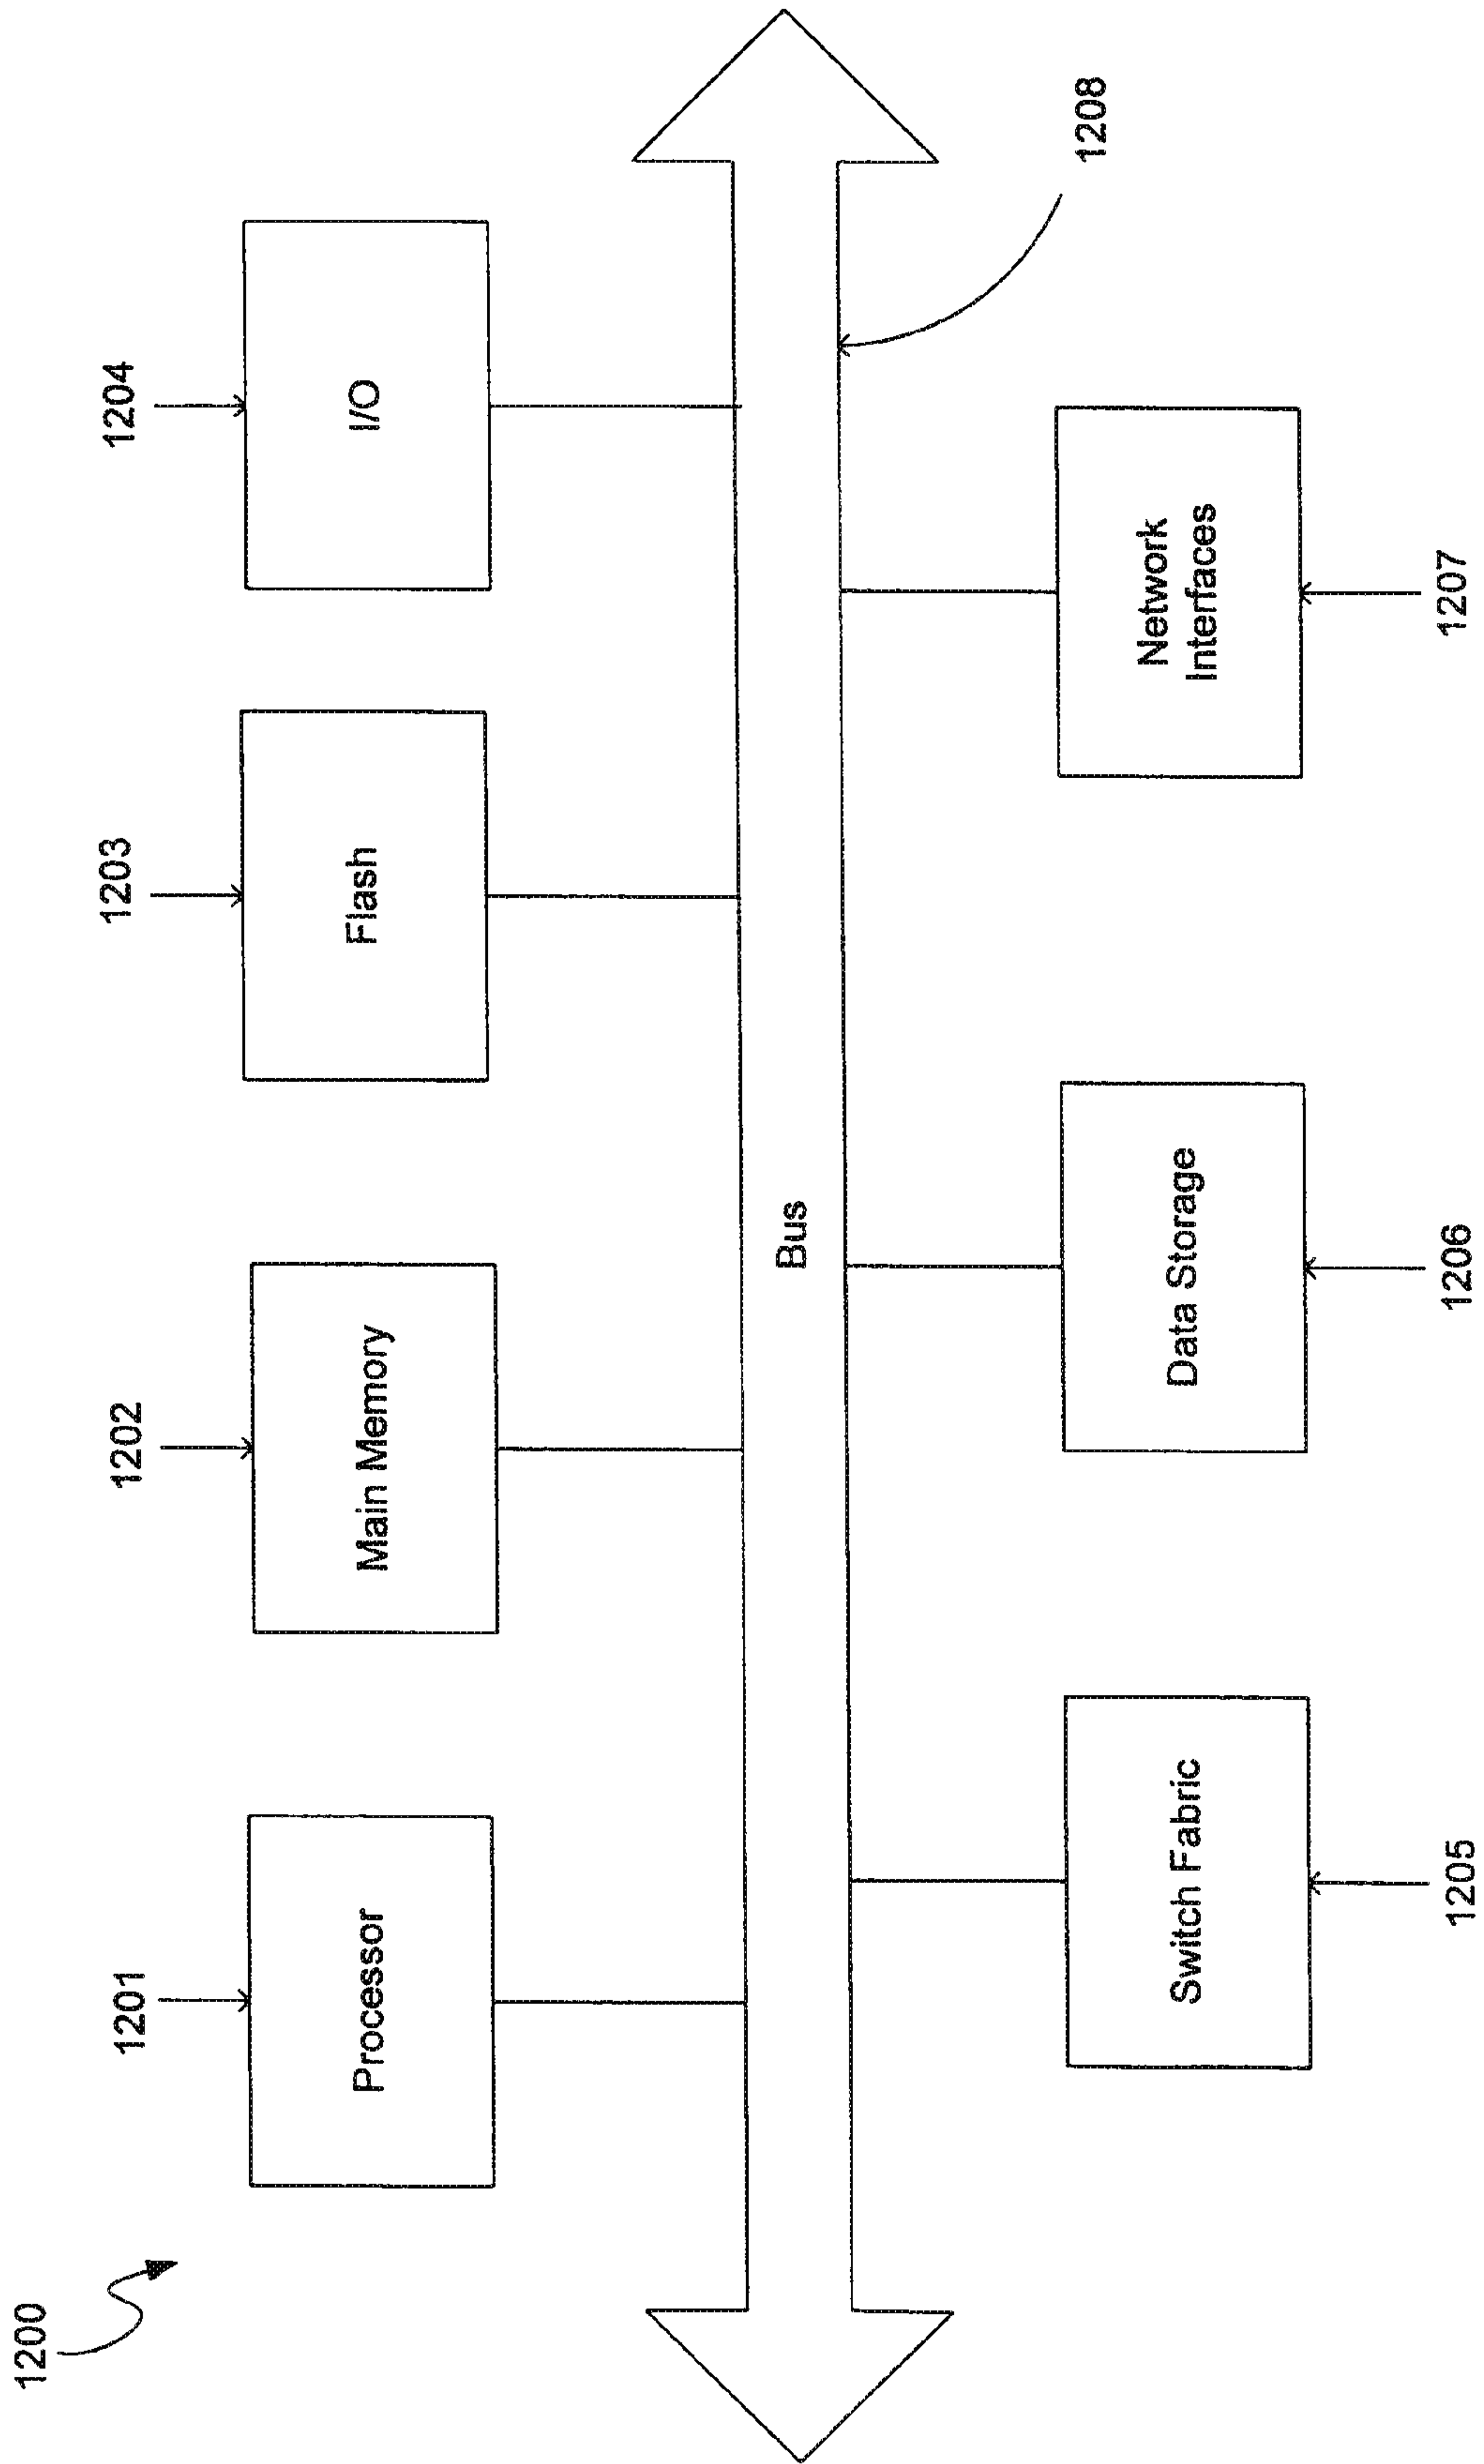 1200
1201
1202
1203
1204
Processor
Main Memory
Flash
I/O
Bus
1208
Switch Fabric
Data Storage
Network
Interfaces
1205
1206
1207